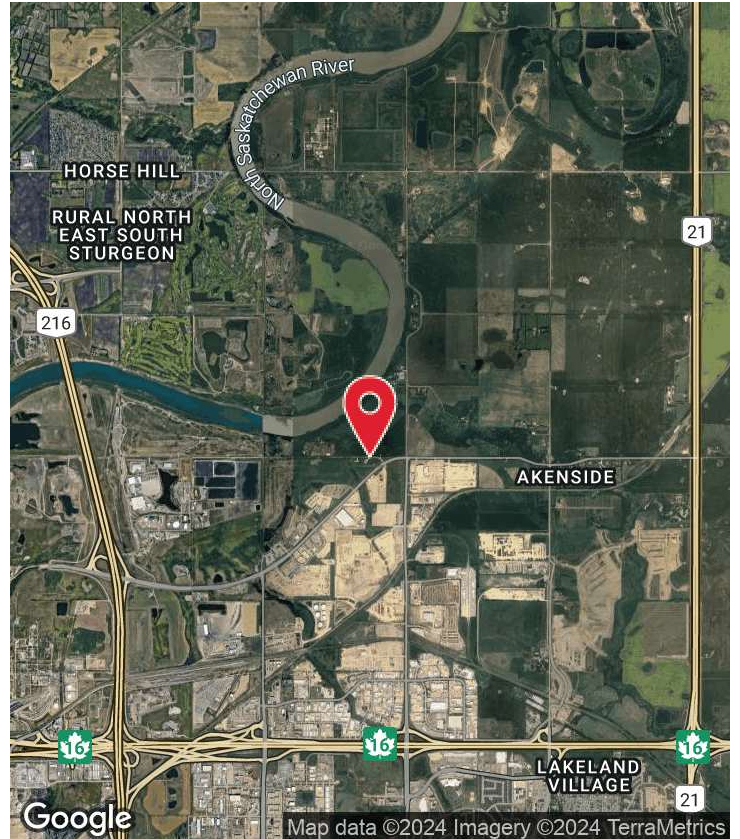 North Saskatchewan River
HORSE HILL
RURAL NORTH
EAST SOUTH
STURGEON
21
216
AKENSIDE
16
16
16
LAKELAND
VILLAGE
21
Google
Map data ©2024 Imagery ©2024 TerraMetrics